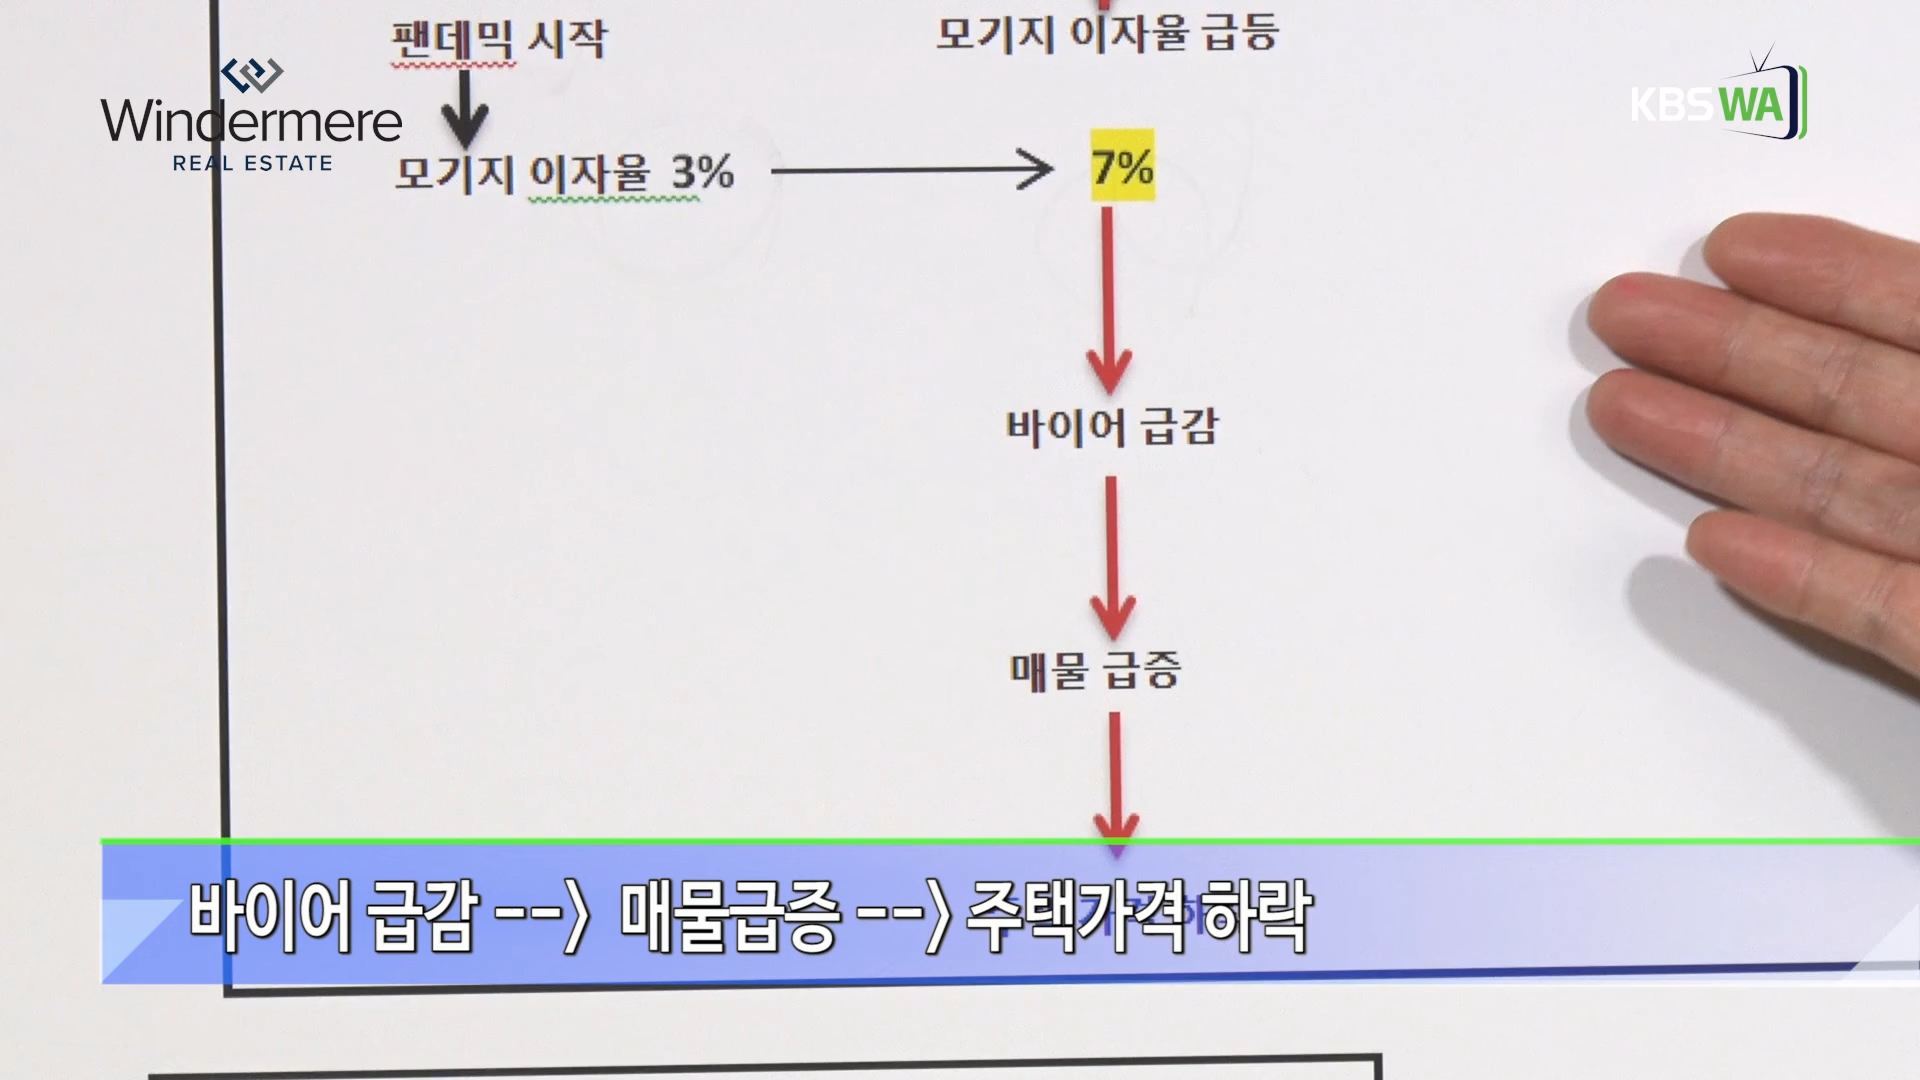 팬데믹 시작
모기지 이자율 급등
Windermere
REAL ESTATE
KBS WA
모기지 이자율 3%
7%
바이어 급감
매물 급증
바이어 급감 --> 매물급증 --> 주택가격 하락